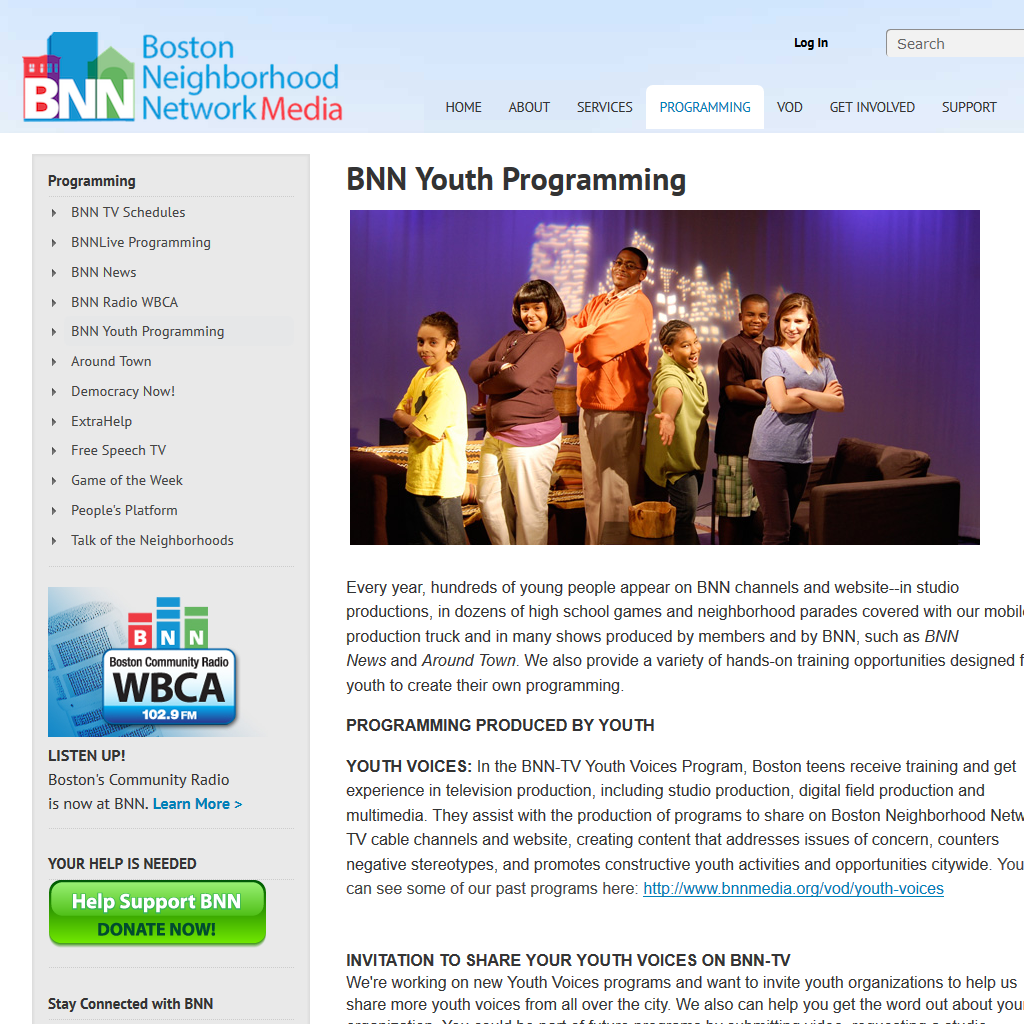 Boston
Neighborhood
Network Media
BNN
Log In
Search
HOME ABOUT SERVICES PROGRAMMING VOD GET INVOLVED SUPPORT
Programming
BNN TV Schedules
BNNLive Programming
BNN News
BNN Radio WBCA
BNN Youth Programming
Around Town
Democracy Now!
ExtraHelp
Free Speech TV
Game of the Week
People's Platform
Talk of the Neighborhoods
BNN
Boston Community Radio
WBCA
102.9 FM
LISTEN UP!
Boston's Community Radio
is now at BNN. Learn More >
YOUR HELP IS NEEDED
Help Support BNN
DONATE NOW!
Stay Connected with BNN
BNN Youth Programming
Every year, hundreds of young people appear on BNN channels and website--in studio
productions, in dozens of high school games and neighborhood parades covered with our mobile
production truck and in many shows produced by members and by BNN, such as BNN
News and Around Town. We also provide a variety of hands-on training opportunities designed f
youth to create their own programming.
PROGRAMMING PRODUCED BY YOUTH
YOUTH VOICES: In the BNN-TV Youth Voices Program, Boston teens receive training and get
experience in television production, including studio production, digital field production and
multimedia. They assist with the production of programs to share on Boston Neighborhood Netw
TV cable channels and website, creating content that addresses issues of concern, counters
negative stereotypes, and promotes constructive youth activities and opportunities citywide. You
can see some of our past programs here: http://www.bnnmedia.org/vod/youth-voices
INVITATION TO SHARE YOUR YOUTH VOICES ON BNN-TV
We're working on new Youth Voices programs and want to invite youth organizations to help us
share more youth voices from all over the city. We also can help you get the word out about your
organization. You could be part of future programs by submitting video, requesting a studio